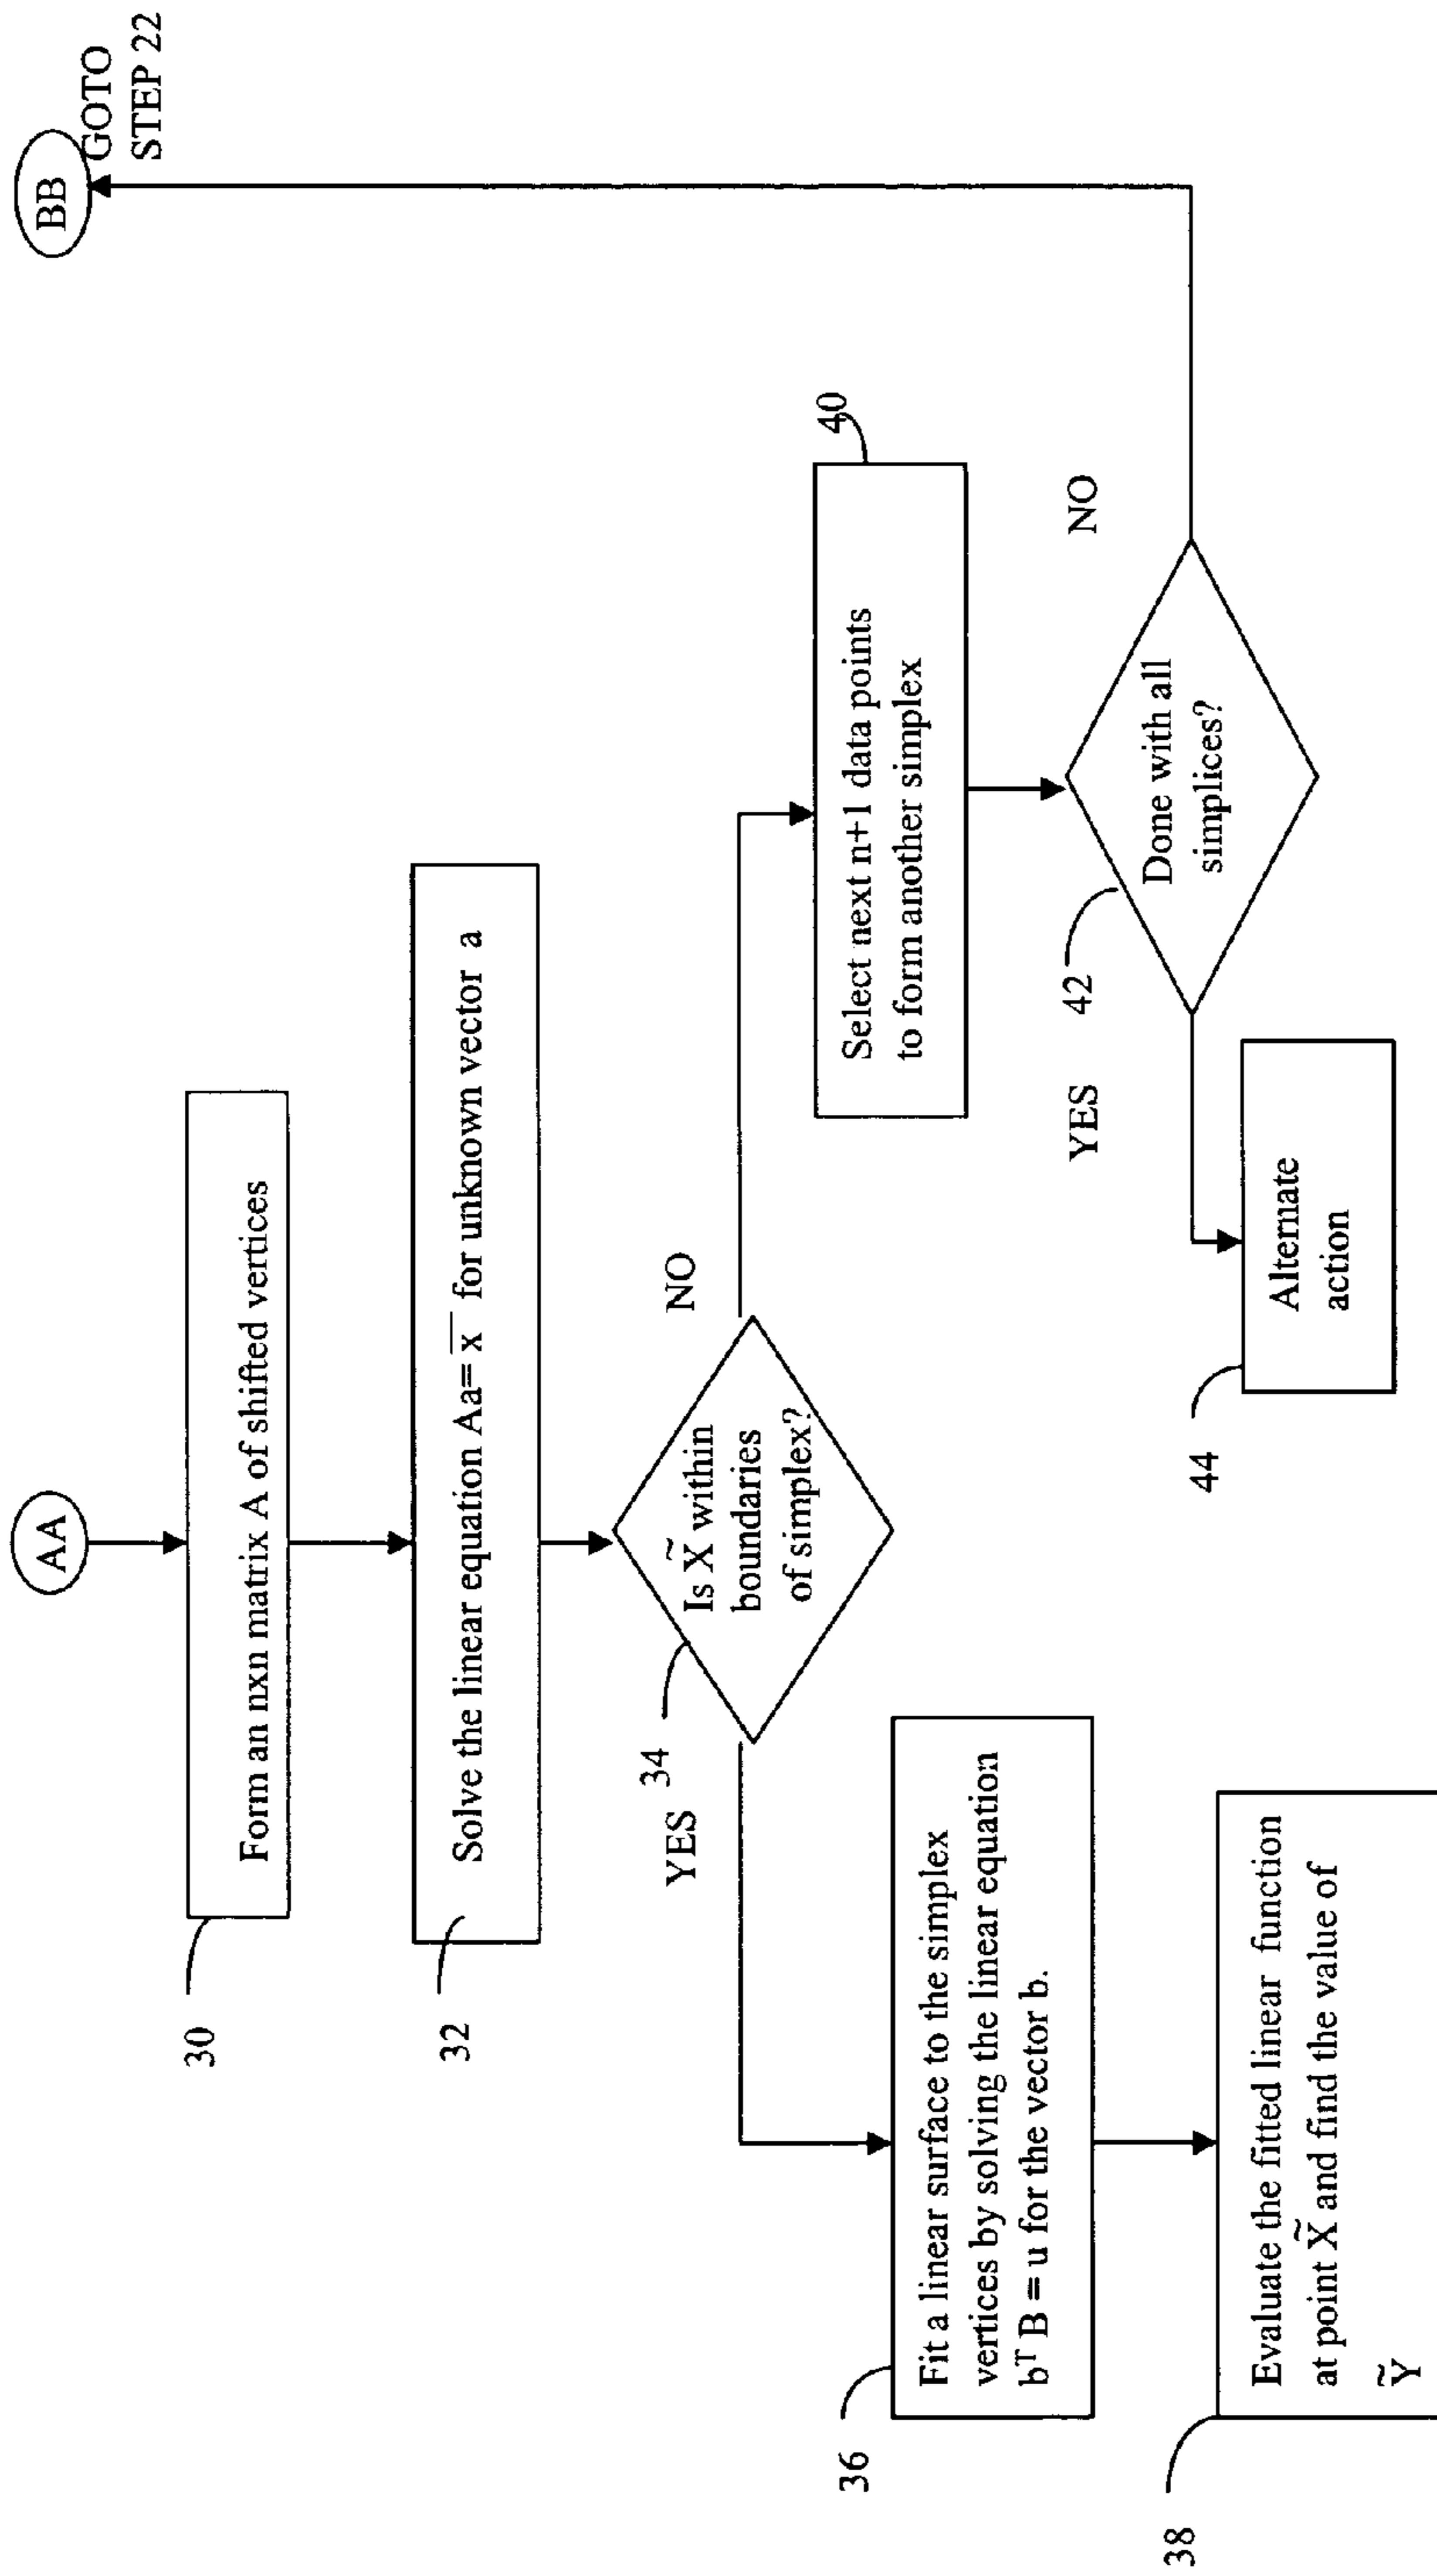 AA
BB
GOTO
STEP 22
30
Form an nxn matrix A of shifted vertices
32
Solve the linear equation Aa= x̅ for unknown vector a
34
Is X̃ within
boundaries
of simplex?
YES
NO
36
Fit a linear surface to the simplex
vertices by solving the linear equation
bᵀ B = u for the vector b.
38
Evaluate the fitted linear function
at point X̃ and find the value of
Ỹ
40
Select next n+1 data points
to form another simplex
42
Done with all
simplices?
YES
NO
44
Alternate
action